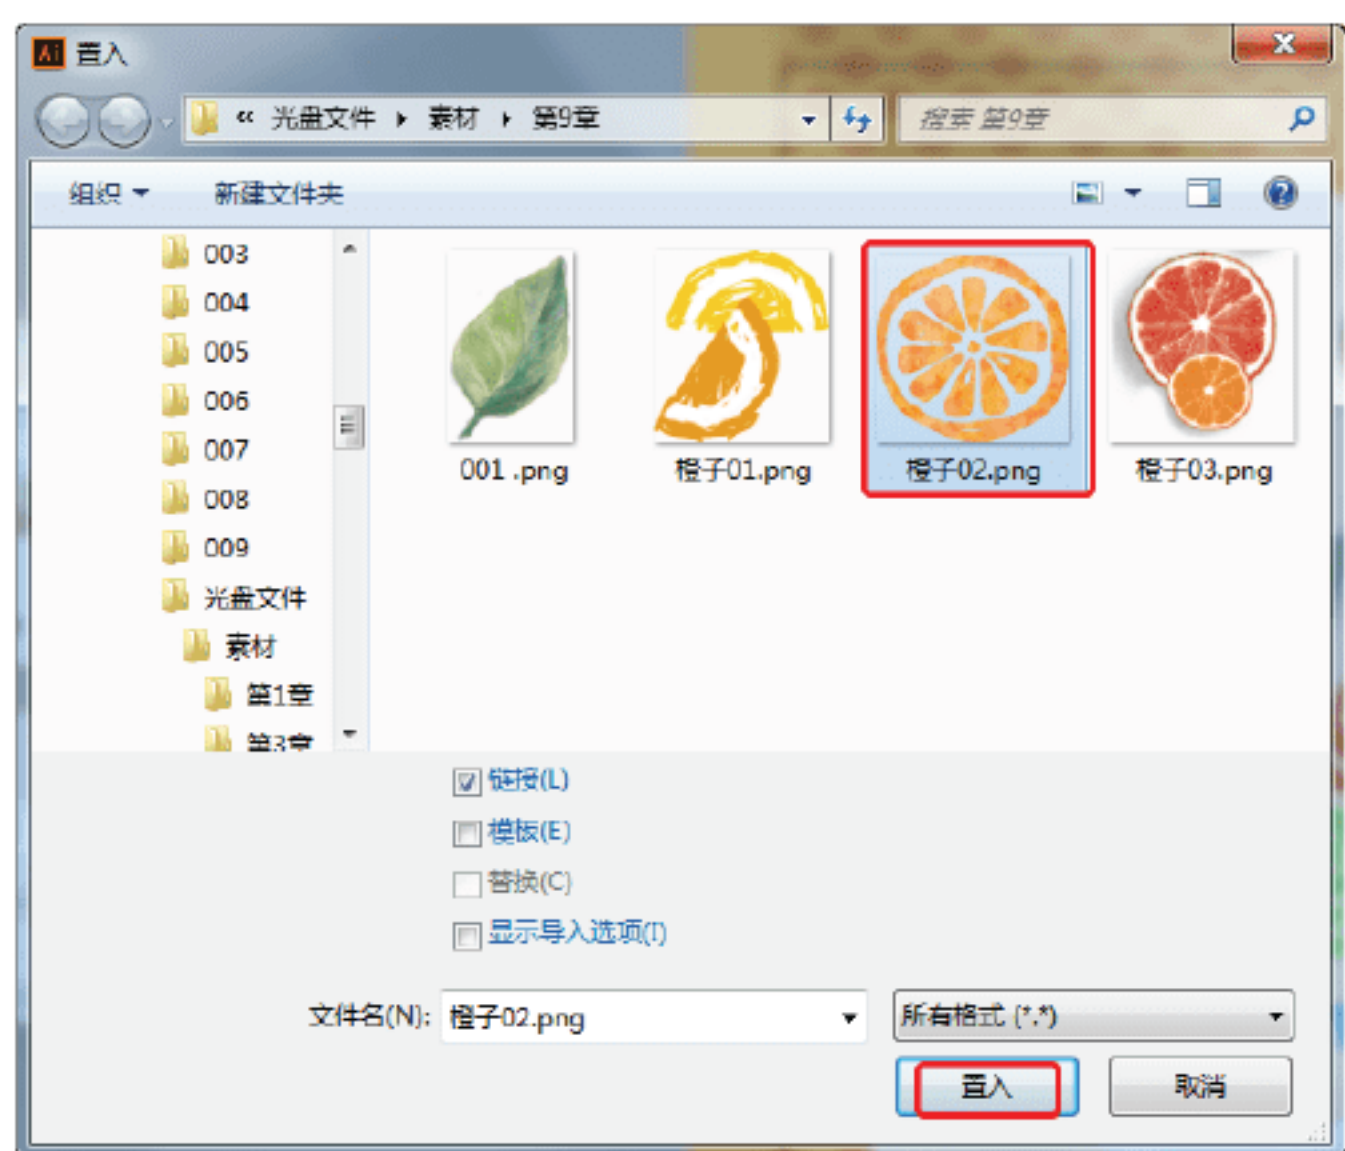 Ai 置入
« 光盘文件 ▸ 素材 ▸ 第9章
搜索 第9章
组织 新建文件夹
003
004
005
006
007
008
009
光盘文件
素材
第1章
第3章
001 .png
橙子01.png
橙子02.png
橙子03.png
链接(L)
模板(E)
替换(C)
显示导入选项(I)
文件名(N): 橙子02.png
所有格式 (*.*)
置入
取消